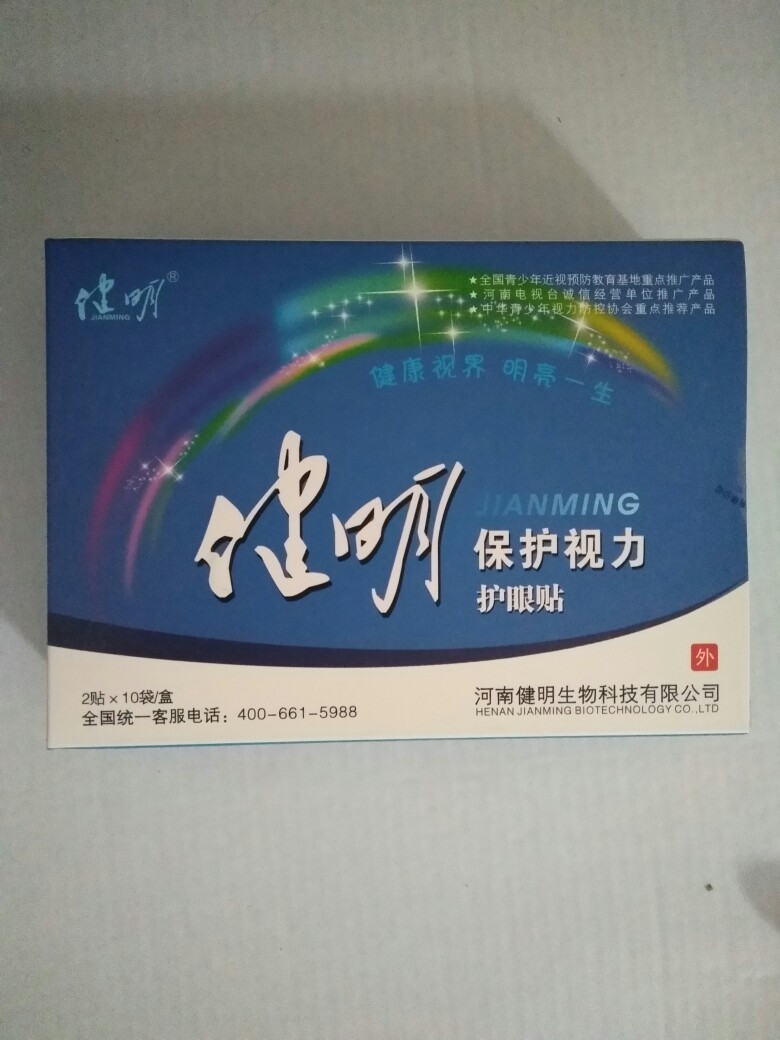 健明®
JIANMING
★全国青少年近视预防教育基地重点推广产品
★河南电视台诚信经营单位推广产品
★中华青少年视力防控协会重点推荐产品
健康视界 明亮一生
健明
JIANMING
保护视力
护眼贴
外
2贴×10袋/盒
全国统一客服电话：400-661-5988
河南健明生物科技有限公司
HENAN JIANMING BIOTECHNOLOGY CO.,LTD